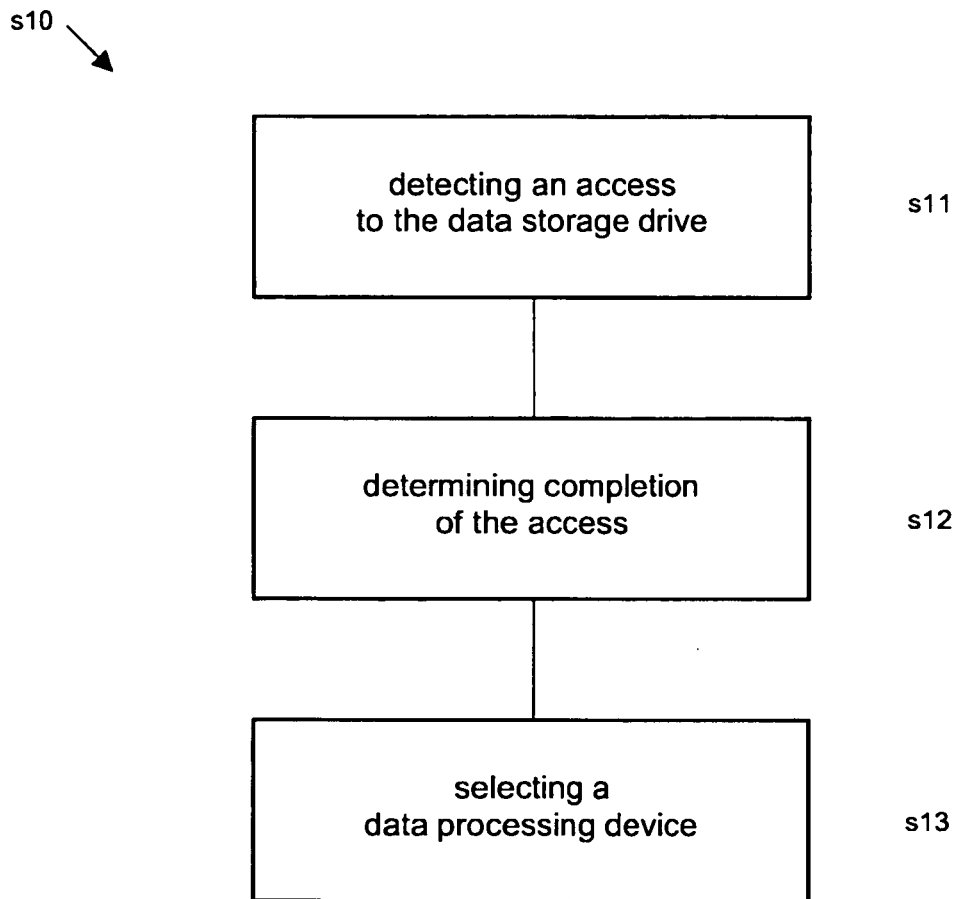 s10
detecting an access
to the data storage drive
s11
determining completion
of the access
s12
selecting a
data processing device
s13